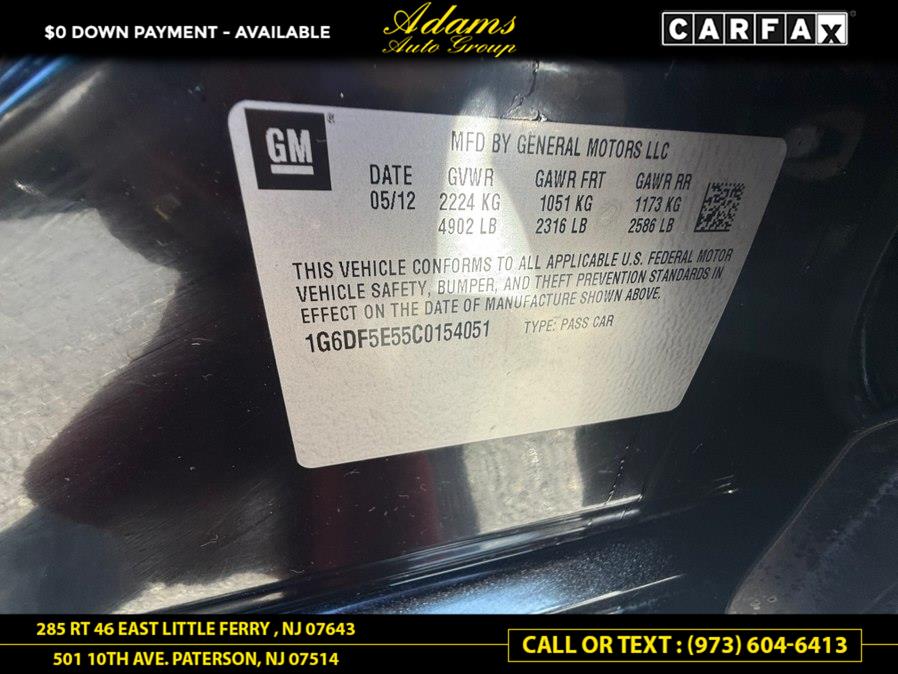 $0 DOWN PAYMENT - AVAILABLE
Adams
Auto Group
CARFAX
GM
MFD BY GENERAL MOTORS LLC
DATE GVWR GAWR FRT GAWR RR
05/12 2224 KG 1051 KG 1173 KG
4902 LB 2316 LB 2586 LB
THIS VEHICLE CONFORMS TO ALL APPLICABLE U.S. FEDERAL MOTOR
VEHICLE SAFETY, BUMPER, AND THEFT PREVENTION STANDARDS IN
EFFECT ON THE DATE OF MANUFACTURE SHOWN ABOVE.
1G6DF5E55C0154051 TYPE: PASS CAR
285 RT 46 EAST LITTLE FERRY , NJ 07643
501 10TH AVE. PATERSON, NJ 07514
CALL OR TEXT : (973) 604-6413